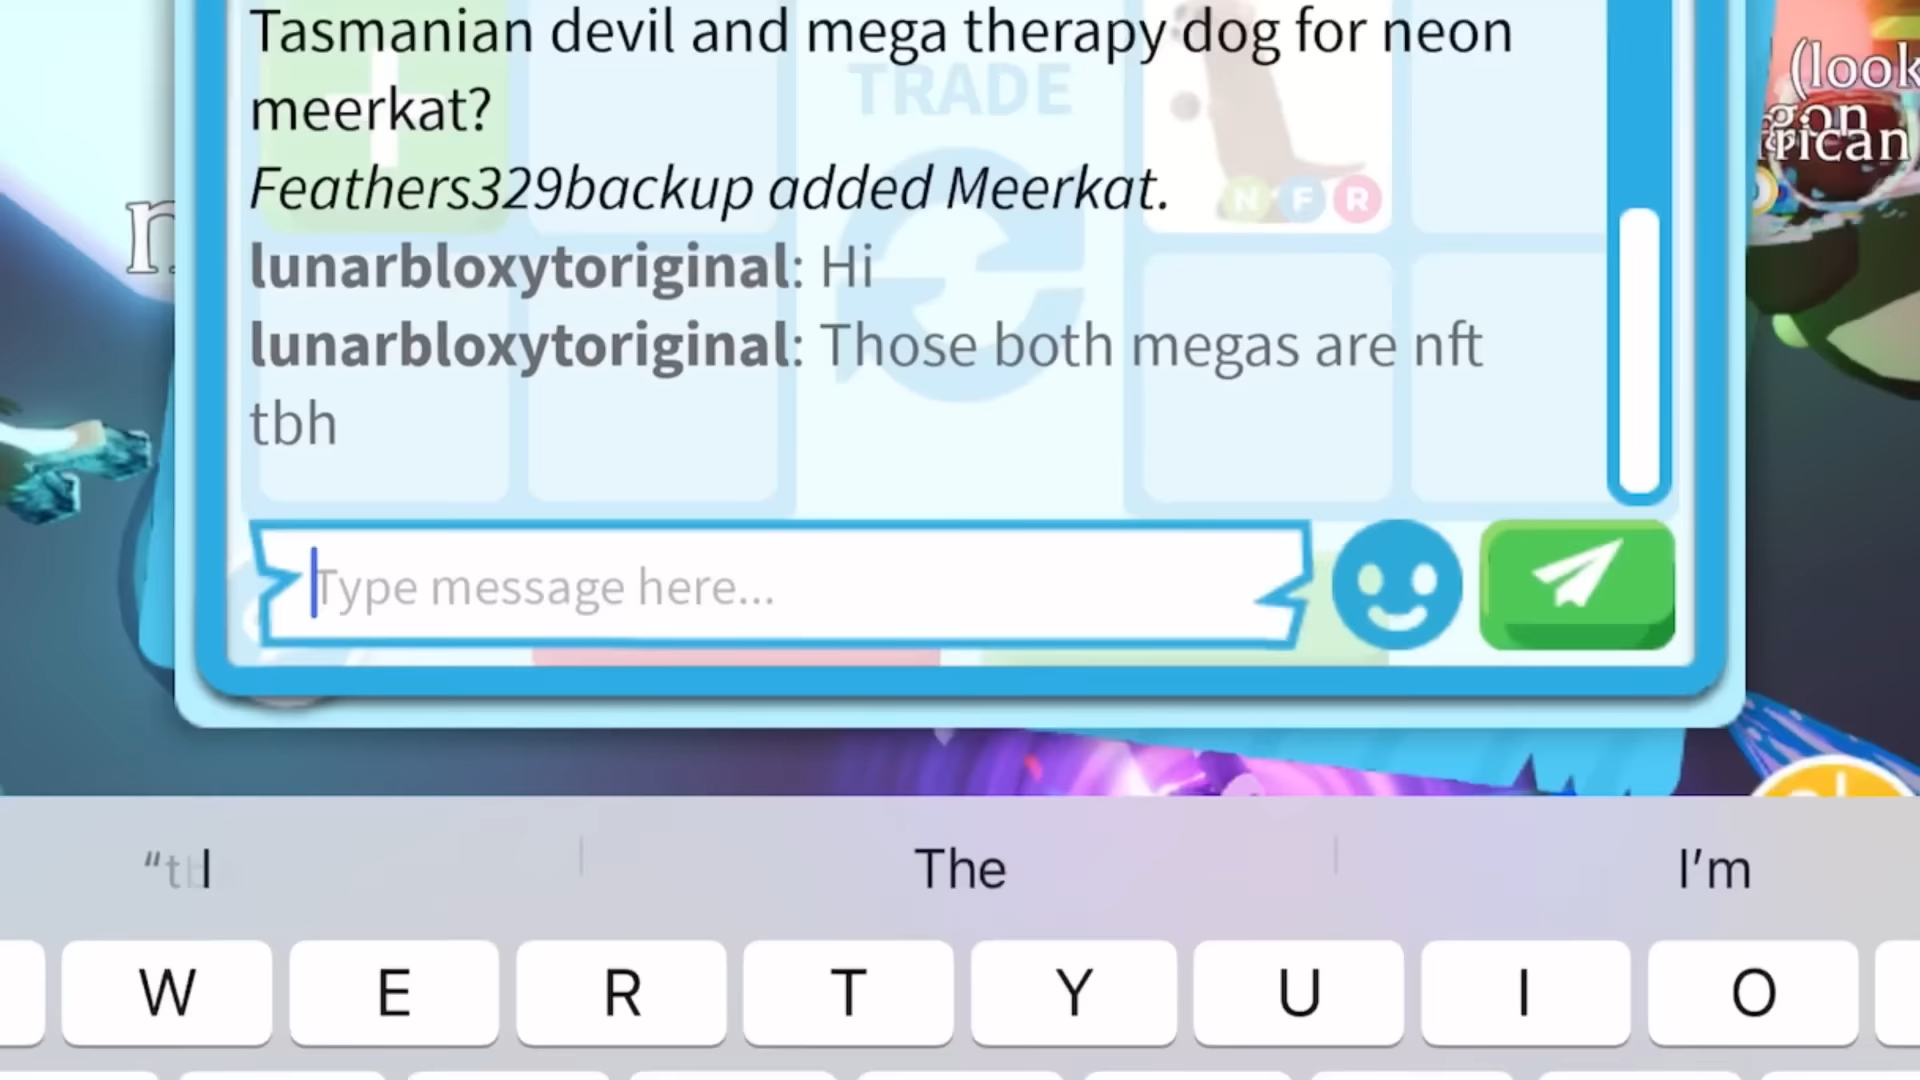 Tasmanian devil and mega therapy dog for neon
meerkat?
TRADE
Feathers329backup added Meerkat.
N F R
lunarbloxytoriginal: Hi
lunarbloxytoriginal: Those both megas are nft
tbh
Type message here...
(look
gon
rican
The
I'm
W E R T Y U I O